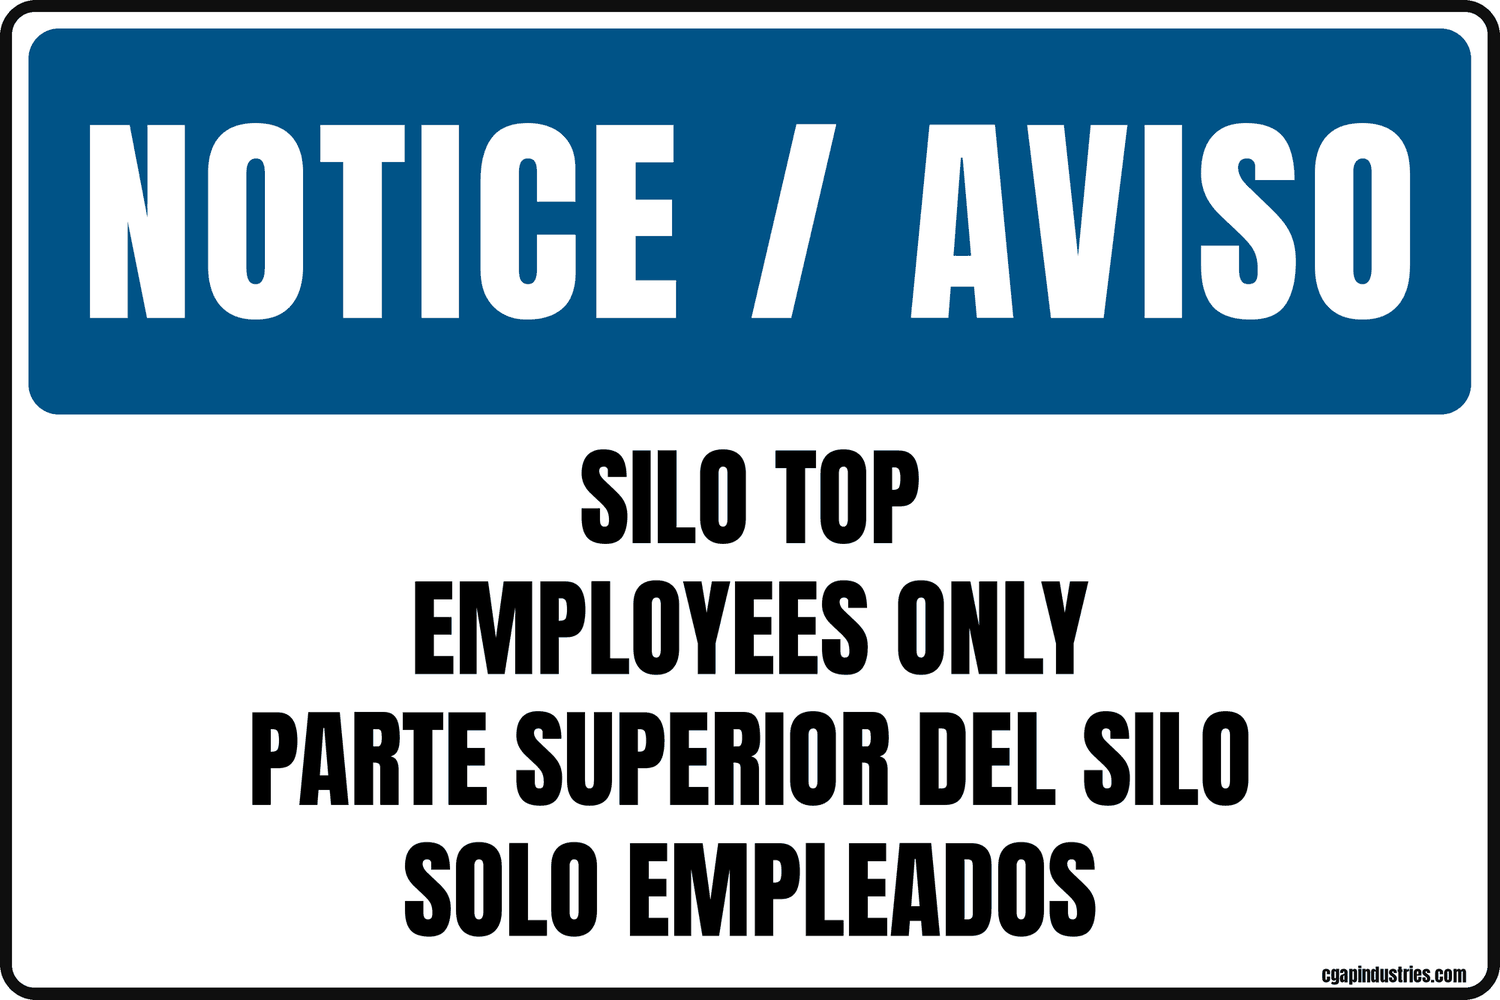 NOTICE / AVISO
SILO TOP
EMPLOYEES ONLY
PARTE SUPERIOR DEL SILO
SOLO EMPLEADOS
cgapindustries.com